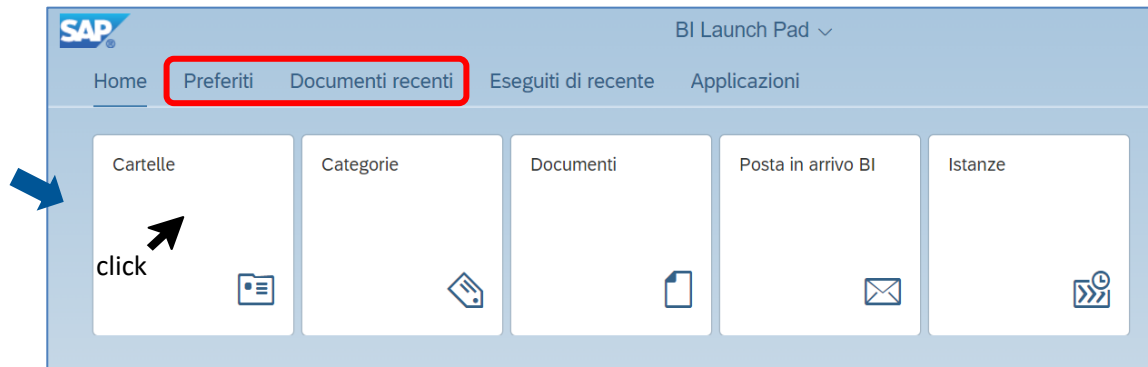 SAP
BI Launch Pad
Home Preferiti Documenti recenti Eseguiti di recente Applicazioni
Cartelle Categorie Documenti Posta in arrivo BI Istanze
click